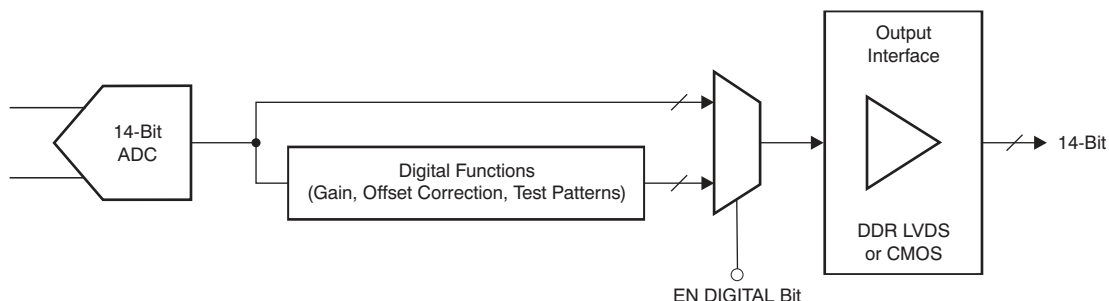 14-Bit
ADC
Digital Functions
(Gain, Offset Correction, Test Patterns)
EN DIGITAL Bit
Output
Interface
DDR LVDS
or CMOS
14-Bit